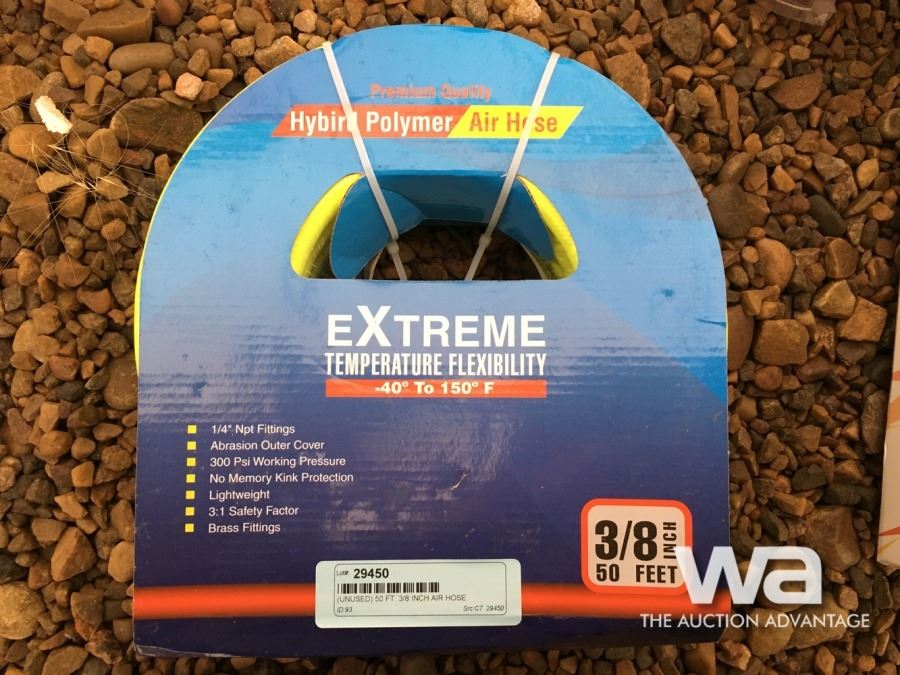 Premium Quality
Hybird Polymer Air Hose
EXTREME
TEMPERATURE FLEXIBILITY
-40° To 150° F
1/4" Npt Fittings
Abrasion Outer Cover
300 Psi Working Pressure
No Memory Kink Protection
Lightweight
3:1 Safety Factor
Brass Fittings
3/8 INCH
50 FEET
Lot# 29450
(UNUSED) 50 FT. 3/8 INCH AIR HOSE
ID:93 Src:C7 29450
wa
THE AUCTION ADVANTAGE